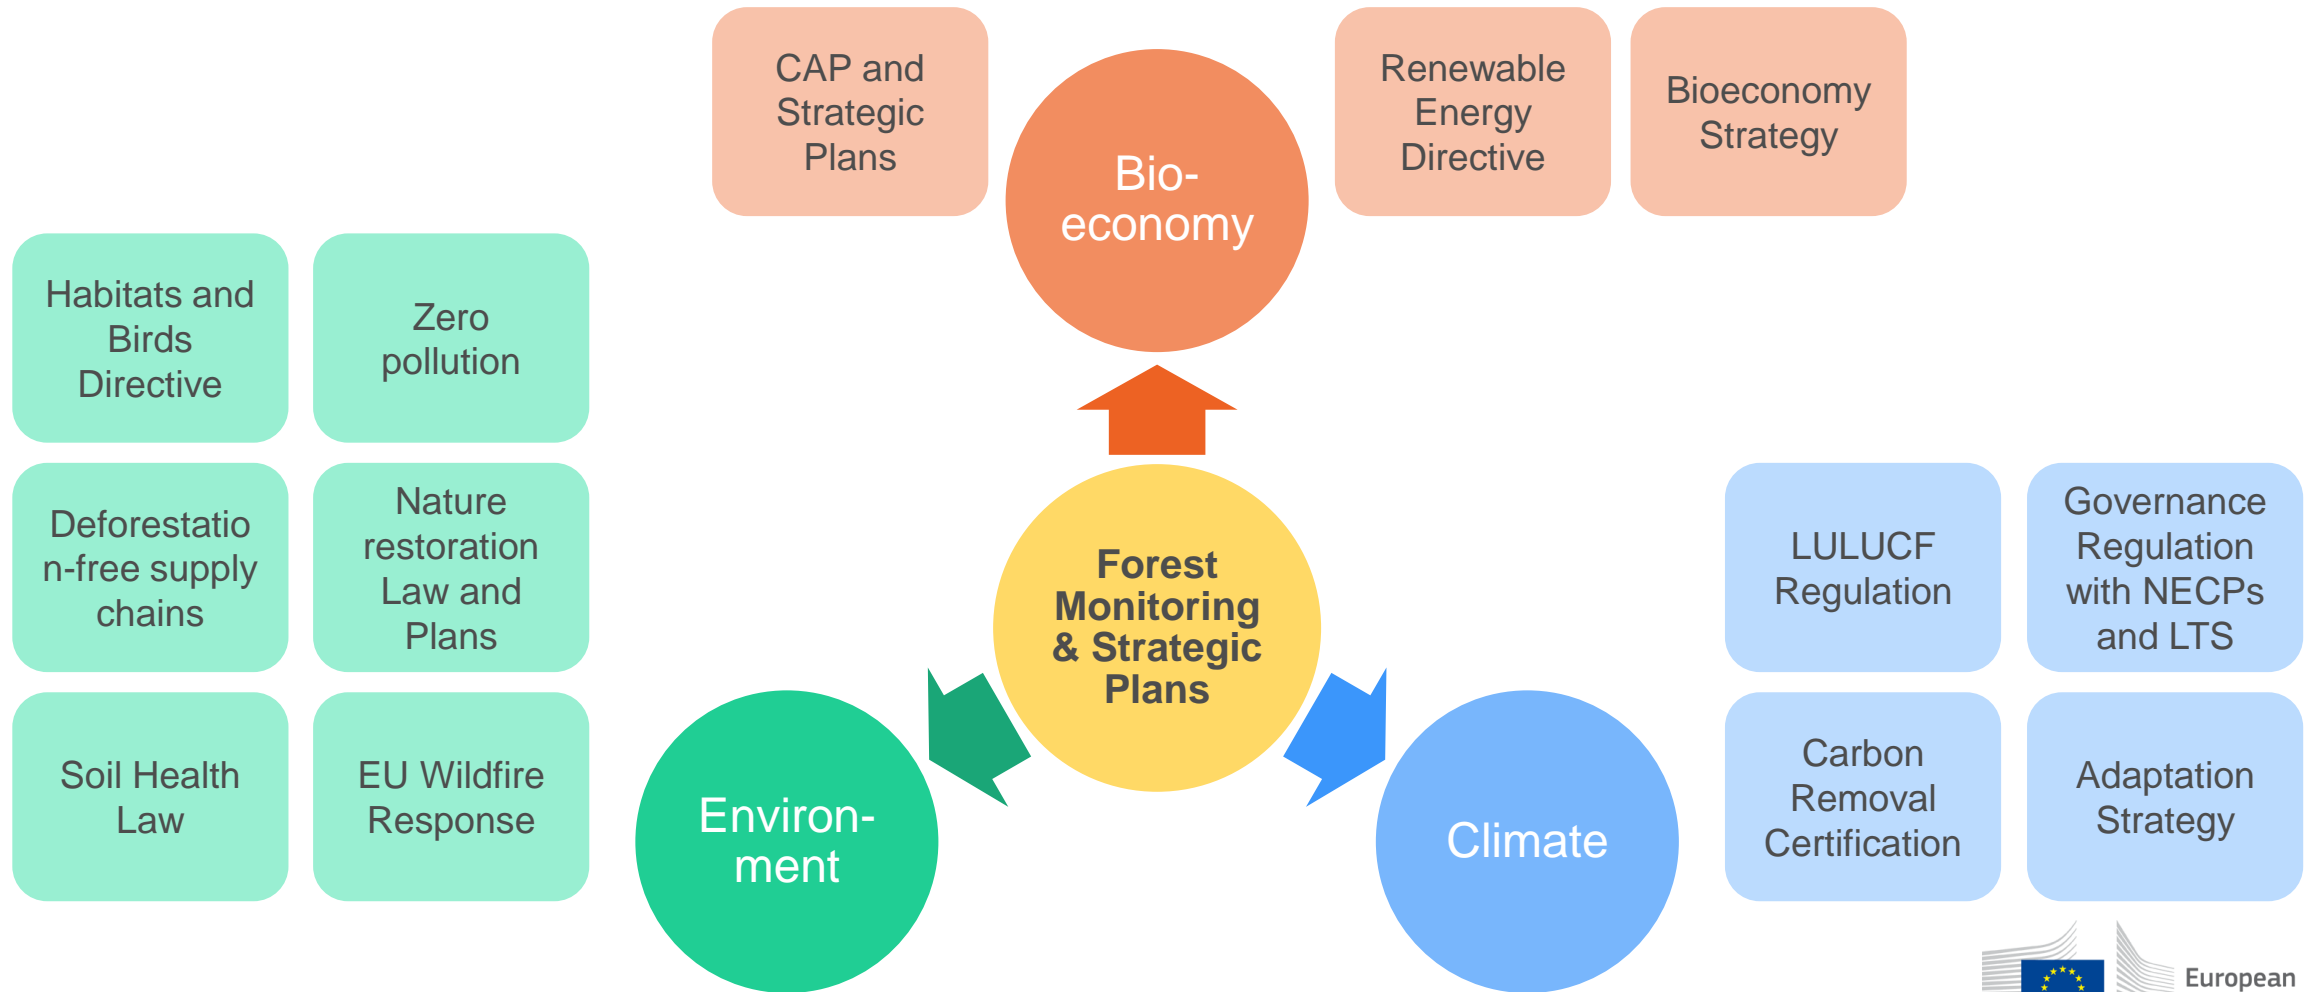 CAP and
Strategic
Plans
Bio-
economy
Renewable
Energy
Directive
Bioeconomy
Strategy
Habitats and
Birds
Directive
Zero
pollution
Deforestatio
n-free supply
chains
Nature
restoration
Law and
Plans
Soil Health
Law
EU Wildfire
Response
Forest
Monitoring
& Strategic
Plans
Environ-
ment
Climate
LULUCF
Regulation
Governance
Regulation
with NECPs
and LTS
Carbon
Removal
Certification
Adaptation
Strategy
European